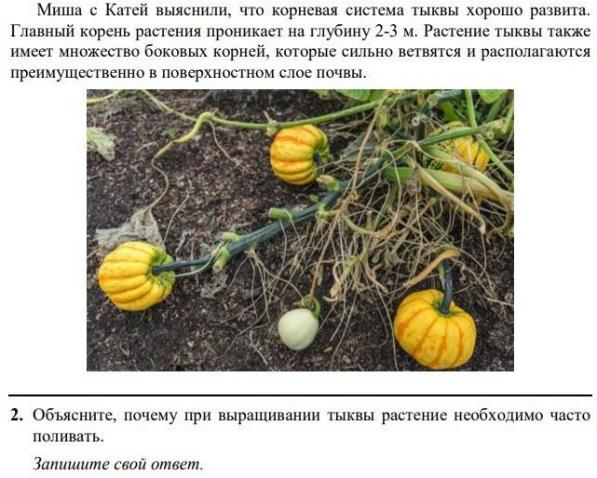 Миша с Катей выяснили, что корневая система тыквы хорошо развита.
Главный корень растения проникает на глубину 2-3 м. Растение тыквы также
имеет множество боковых корней, которые сильно ветвятся и располагаются
преимущественно в поверхностном слое почвы.
2. Объясните, почему при выращивании тыквы растение необходимо часто
поливать.
Запишите свой ответ.